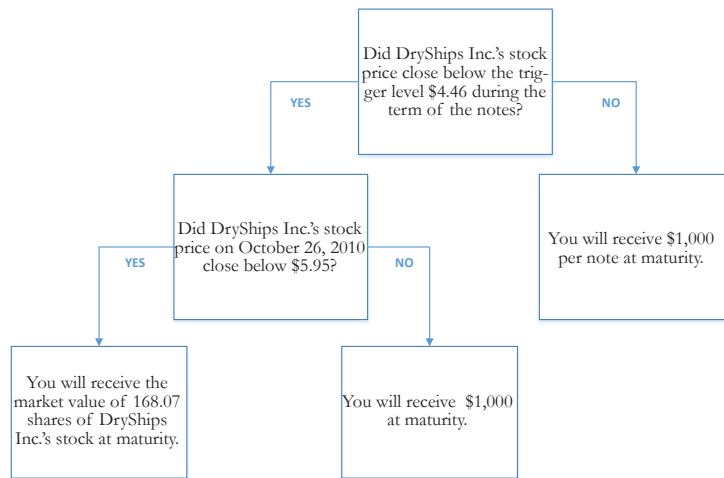 Did DryShips Inc.'s stock
price close below the trig-
ger level $4.46 during the
term of the notes?
YES
NO
Did DryShips Inc.'s stock
price on October 26, 2010
close below $5.95?
You will receive $1,000
per note at maturity.
YES
NO
You will receive the
market value of 168.07
shares of DryShips
Inc.'s stock at maturity.
You will receive $1,000
at maturity.